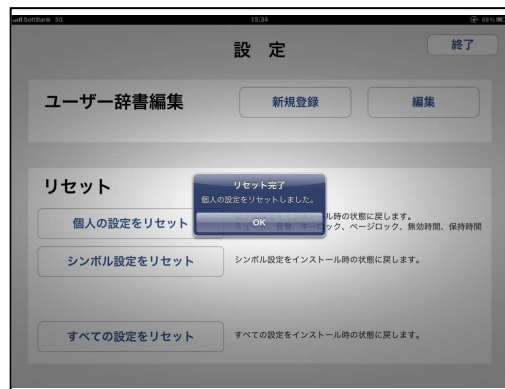 SoftBank 3G 15:34 69%
設 定
終了
ユーザー辞書編集
新規登録
編集
リセット
リセット完了
個人の設定をリセットしました。
OK
個人の設定をリセット
ル時の状態に戻します。
ック、ページロック、無効時間、保持時間
シンボル設定をリセット
シンボル設定をインストール時の状態に戻します。
すべての設定をリセット
すべての設定をインストール時の状態に戻します。